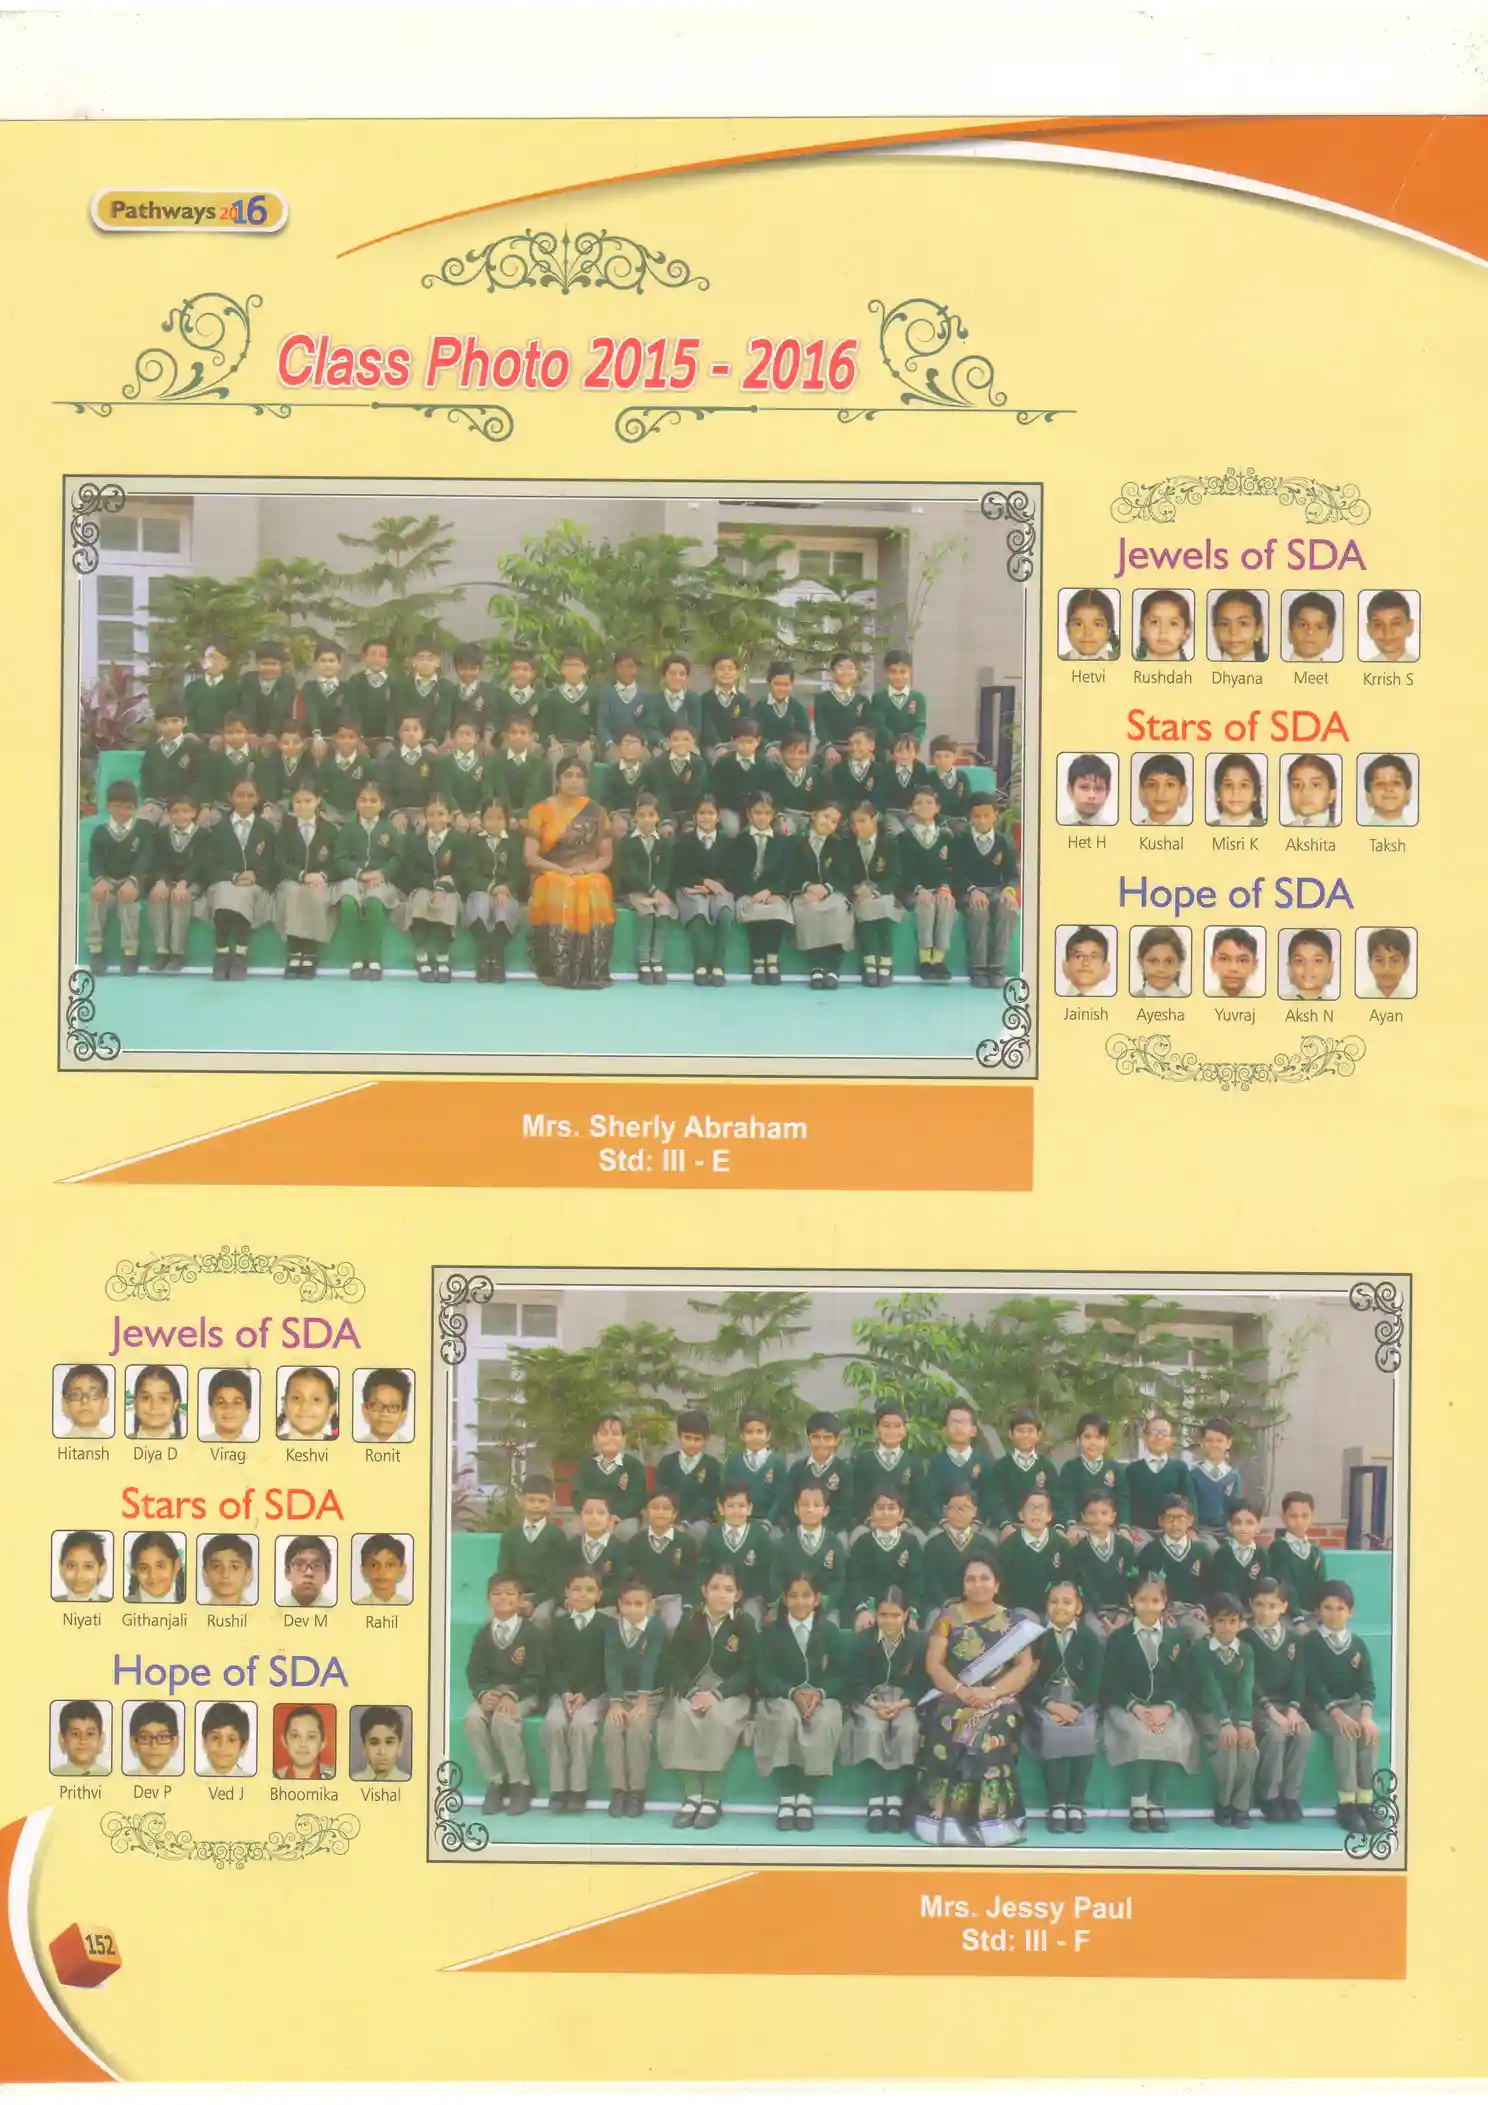 Pathways 2016
Class Photo 2015 - 2016
Jewels of SDA
Hetvi Rushdah Dhyana Meet Krrish S
Stars of SDA
Het H Kushal Misri K Akshita Taksh
Hope of SDA
Jainish Ayesha Yuvraj Aksh N Ayan
Mrs. Sherly Abraham
Std: III - E
Jewels of SDA
Hitansh Diya D Virag Keshvi Ronit
Stars of SDA
Niyati Githanjali Rushil Dev M Rahil
Hope of SDA
Prithvi Dev P Ved J Bhoomika Vishal
Mrs. Jessy Paul
Std: III - F
152